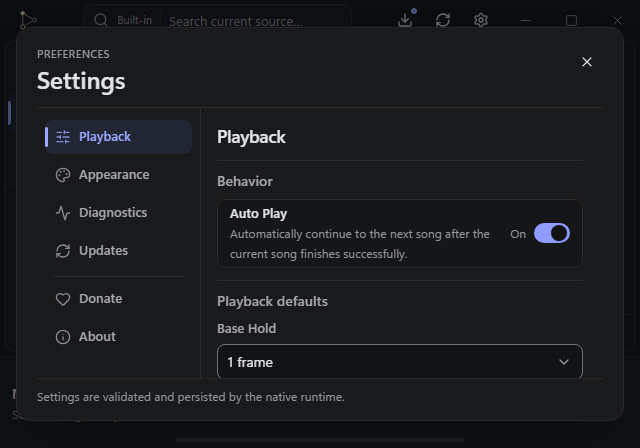 Built-in
Search current source...
PREFERENCES
Settings
Playback
Appearance
Diagnostics
Updates
Donate
About
Playback
Behavior
Auto Play
Automatically continue to the next song after the
current song finishes successfully.
On
Playback defaults
Base Hold
1 frame
Settings are validated and persisted by the native runtime.